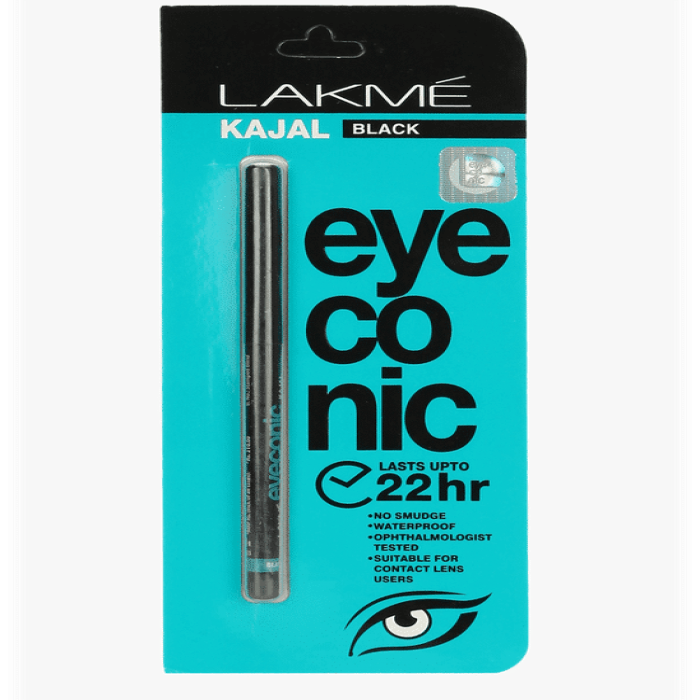 LAKMÉ
KAJAL BLACK
eye
co
nic
LASTS UPTO
22hr
•NO SMUDGE
•WATERPROOF
•OPHTHALMOLOGIST
TESTED
•SUITABLE FOR
CONTACT LENS
USERS
eyeconic